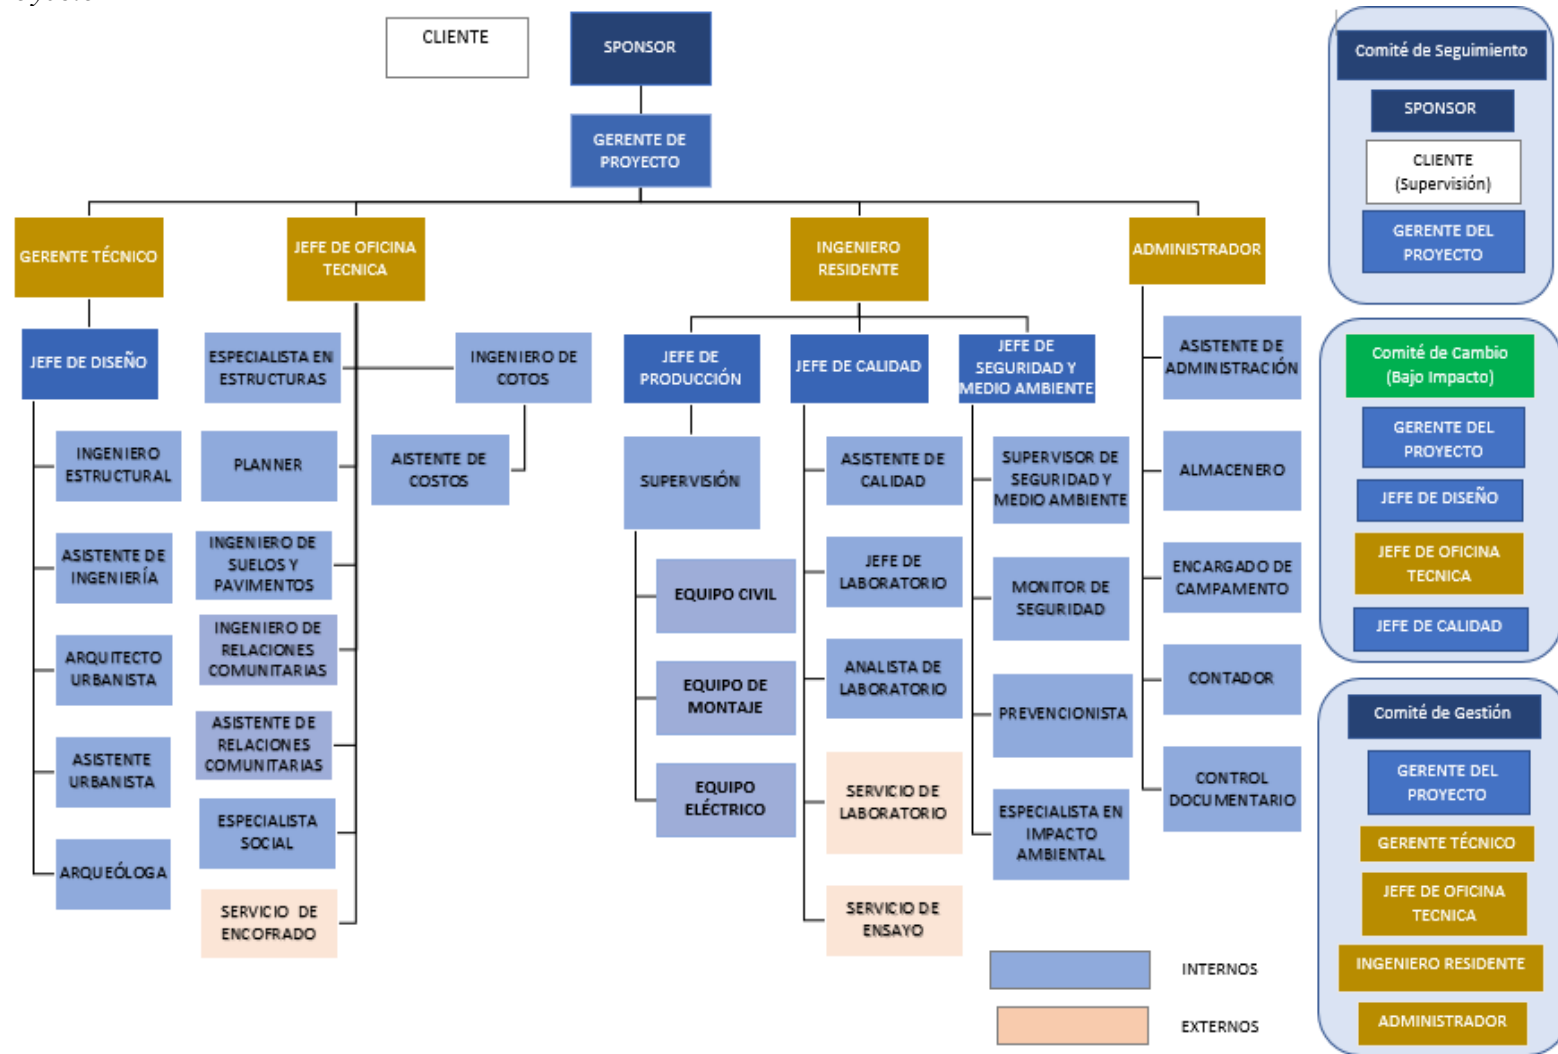 CLIENTE
SPONSOR
GERENTE DE
PROYECTO
GERENTE TÉCNICO
JEFE DE OFICINA
TECNICA
INGENIERO
RESIDENTE
ADMINISTRADOR
JEFE DE DISEÑO
INGENIERO
ESTRUCTURAL
ASISTENTE DE
INGENIERÍA
ARQUITECTO
URBANISTA
ASISTENTE
URBANISTA
ARQUEÓLOGA
ESPECIALISTA EN
ESTRUCTURAS
INGENIERO DE
COTOS
PLANNER
AISTENTE DE
COSTOS
INGENIERO DE
SUELOS Y
PAVIMENTOS
INGENIERO DE
RELACIONES
COMUNITARIAS
ASISTENTE DE
RELACIONES
COMUNITARIAS
ESPECIALISTA
SOCIAL
SERVICIO DE
ENCOFRADO
JEFE DE
PRODUCCIÓN
SUPERVISIÓN
EQUIPO CIVIL
EQUIPO DE
MONTAJE
EQUIPO
ELÉCTRICO
JEFE DE CALIDAD
ASISTENTE DE
CALIDAD
JEFE DE
LABORATORIO
ANALISTA DE
LABORATORIO
SERVICIO DE
LABORATORIO
SERVICIO DE
ENSAYO
JEFE DE
SEGURIDAD Y
MEDIO AMBIENTE
SUPERVISOR DE
SEGURIDAD Y
MEDIO AMBIENTE
MONITOR DE
SEGURIDAD
PREVENCIONISTA
ESPECIALISTA EN
IMPACTO
AMBIENTAL
ASISTENTE DE
ADMINISTRACIÓN
ALMACENERO
ENCARGADO DE
CAMPAMENTO
CONTADOR
CONTROL
DOCUMENTARIO
INTERNOS
EXTERNOS
Comité de Seguimiento
SPONSOR
CLIENTE
(Supervisión)
GERENTE DEL
PROYECTO
Comité de Cambio
(Bajo Impacto)
GERENTE DEL
PROYECTO
JEFE DE DISEÑO
JEFE DE OFICINA
TECNICA
JEFE DE CALIDAD
Comité de Gestión
GERENTE DEL
PROYECTO
GERENTE TÉCNICO
JEFE DE OFICINA
TECNICA
INGENIERO RESIDENTE
ADMINISTRADOR